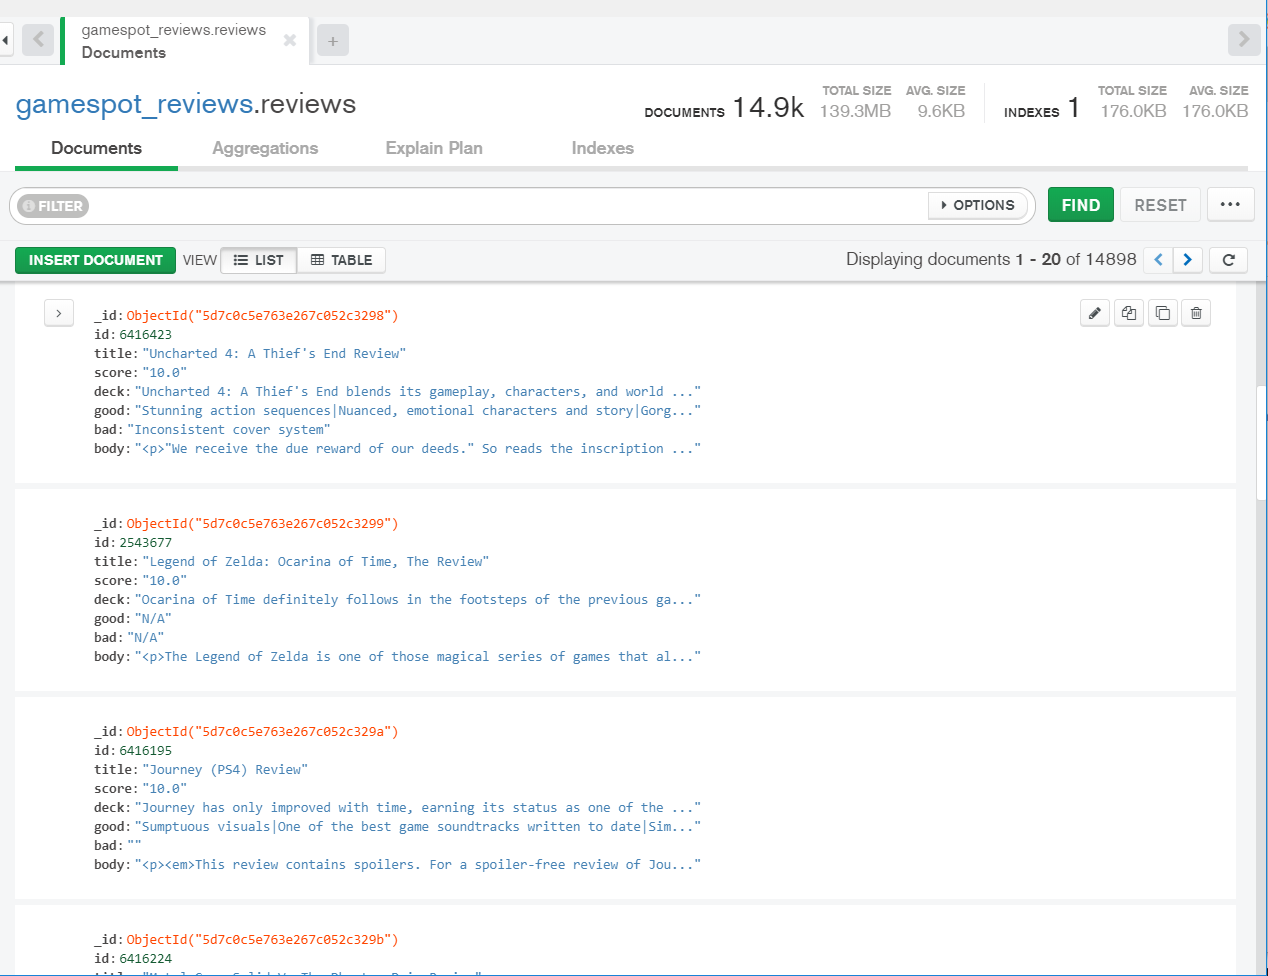 gamespot_reviews.reviews
Documents
gamespot_reviews.reviews
DOCUMENTS 14.9k
TOTAL SIZE 139.3MB
AVG. SIZE 9.6KB
INDEXES 1
TOTAL SIZE 176.0KB
AVG. SIZE 176.0KB
Documents Aggregations Explain Plan Indexes
FILTER OPTIONS FIND RESET
INSERT DOCUMENT VIEW LIST TABLE Displaying documents 1 - 20 of 14898
_id: ObjectId("5d7c0c5e763e267c052c3298")
id: 6416423
title: "Uncharted 4: A Thief's End Review"
score: "10.0"
deck: "Uncharted 4: A Thief's End blends its gameplay, characters, and world ..."
good: "Stunning action sequences|Nuanced, emotional characters and story|Gorg..."
bad: "Inconsistent cover system"
body: "<p>"We receive the due reward of our deeds." So reads the inscription ..."
_id: ObjectId("5d7c0c5e763e267c052c3299")
id: 2543677
title: "Legend of Zelda: Ocarina of Time, The Review"
score: "10.0"
deck: "Ocarina of Time definitely follows in the footsteps of the previous ga..."
good: "N/A"
bad: "N/A"
body: "<p>The Legend of Zelda is one of those magical series of games that al..."
_id: ObjectId("5d7c0c5e763e267c052c329a")
id: 6416195
title: "Journey (PS4) Review"
score: "10.0"
deck: "Journey has only improved with time, earning its status as one of the ..."
good: "Sumptuous visuals|One of the best game soundtracks written to date|Sim..."
bad: ""
body: "<p><em>This review contains spoilers. For a spoiler-free review of Jou..."
_id: ObjectId("5d7c0c5e763e267c052c329b")
id: 6416224
title: "Metal Gear Solid V: The Phantom Pain Review"